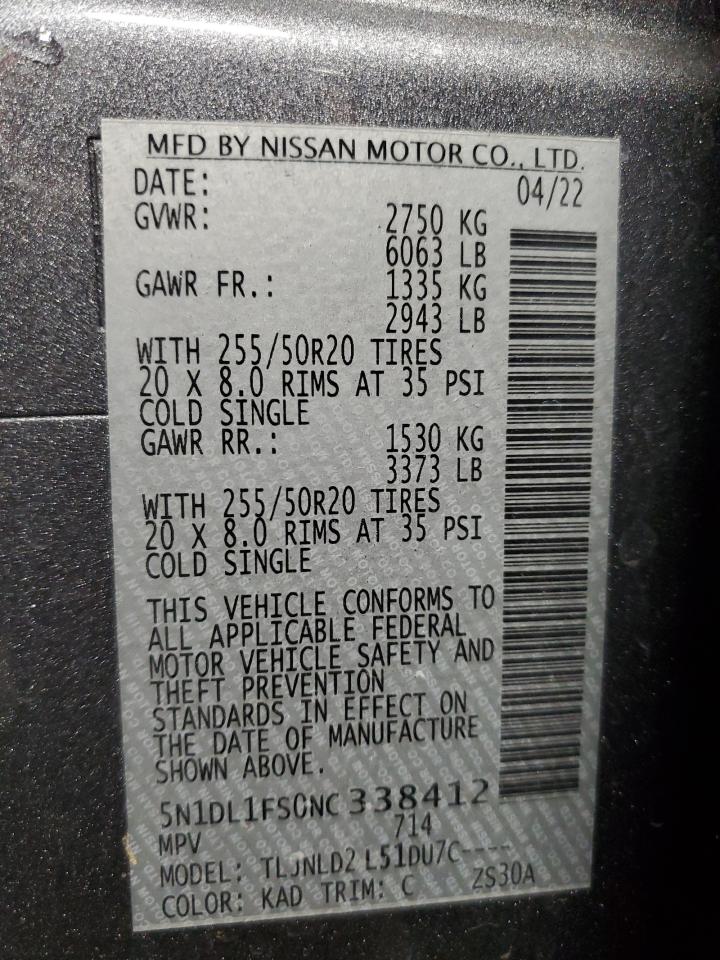 MFD BY NISSAN MOTOR CO., LTD.
DATE: 04/22
GVWR: 2750 KG
6063 LB
GAWR FR.: 1335 KG
2943 LB
WITH 255/50R20 TIRES
20 X 8.0 RIMS AT 35 PSI
COLD SINGLE
GAWR RR.: 1530 KG
3373 LB
WITH 255/50R20 TIRES
20 X 8.0 RIMS AT 35 PSI
COLD SINGLE
THIS VEHICLE CONFORMS TO
ALL APPLICABLE FEDERAL
MOTOR VEHICLE SAFETY AND
THEFT PREVENTION
STANDARDS IN EFFECT ON
THE DATE OF MANUFACTURE
SHOWN ABOVE.
5N1DL1FS0NC338412
MPV 714
MODEL: TLJNLD2 L51DU7C----
COLOR: KAD TRIM: C ZS30A